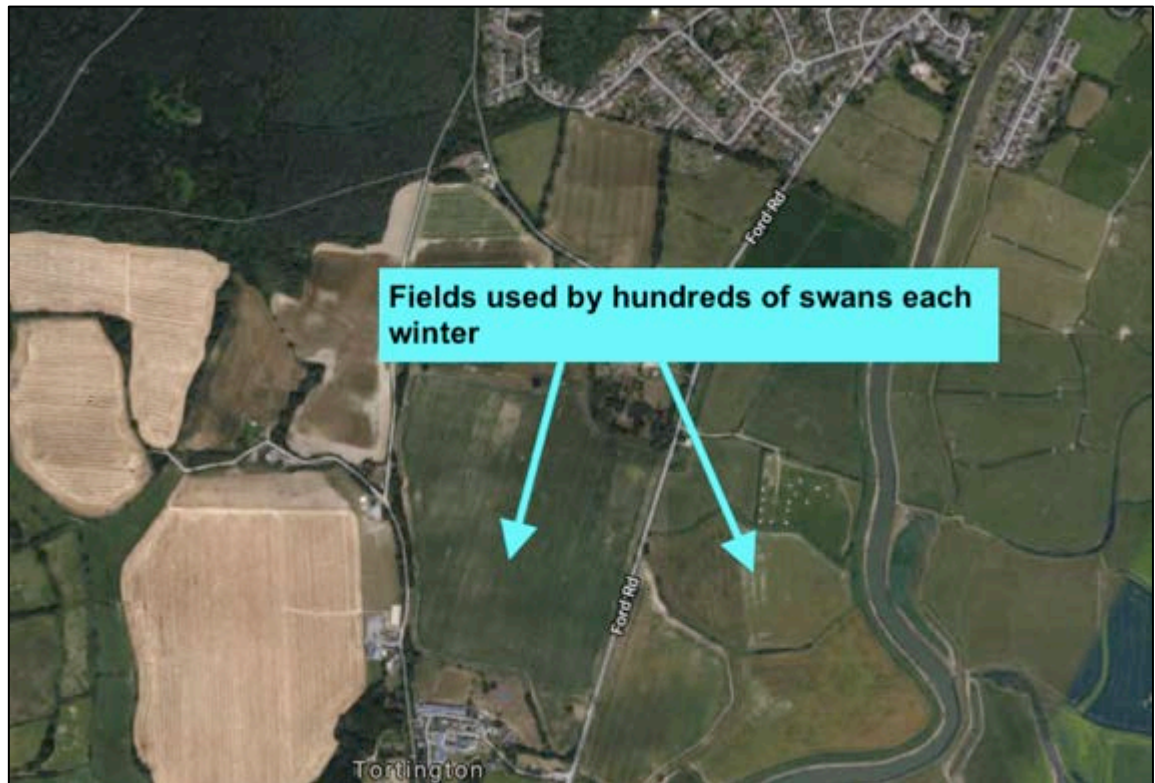 Ford Rd
Fields used by hundreds of swans each
winter
Ford Rd
Tortington